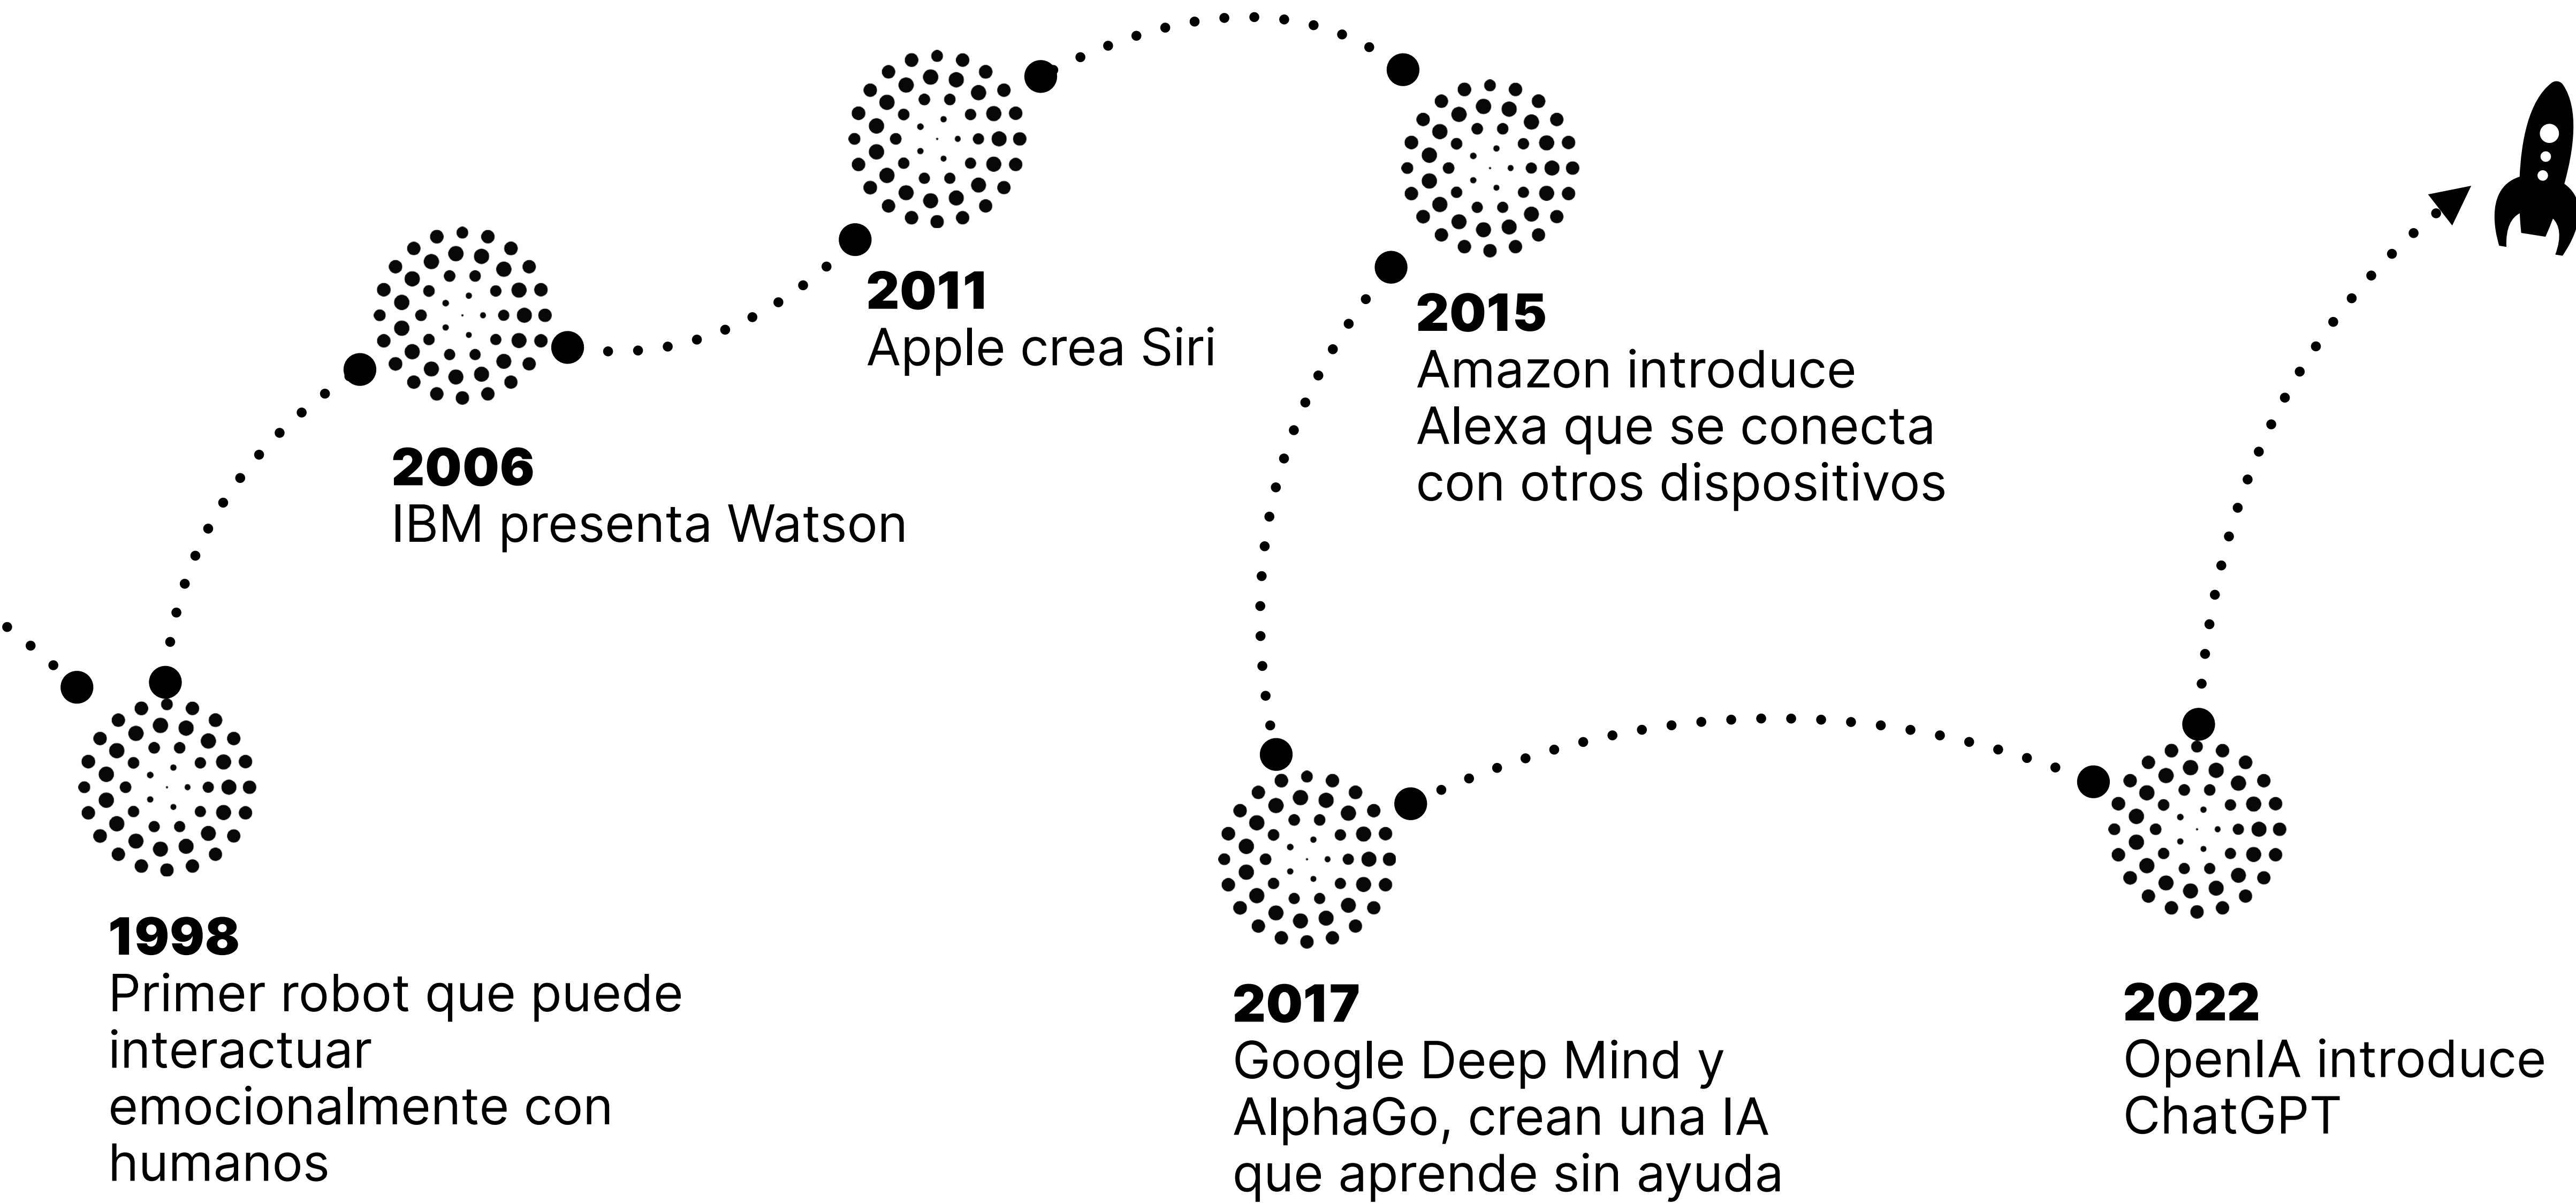 1998
Primer robot que puede
interactuar
emocionalmente con
humanos
2006
IBM presenta Watson
2011
Apple crea Siri
2015
Amazon introduce
Alexa que se conecta
con otros dispositivos
2017
Google Deep Mind y
AlphaGo, crean una IA
que aprende sin ayuda
2022
OpenIA introduce
ChatGPT